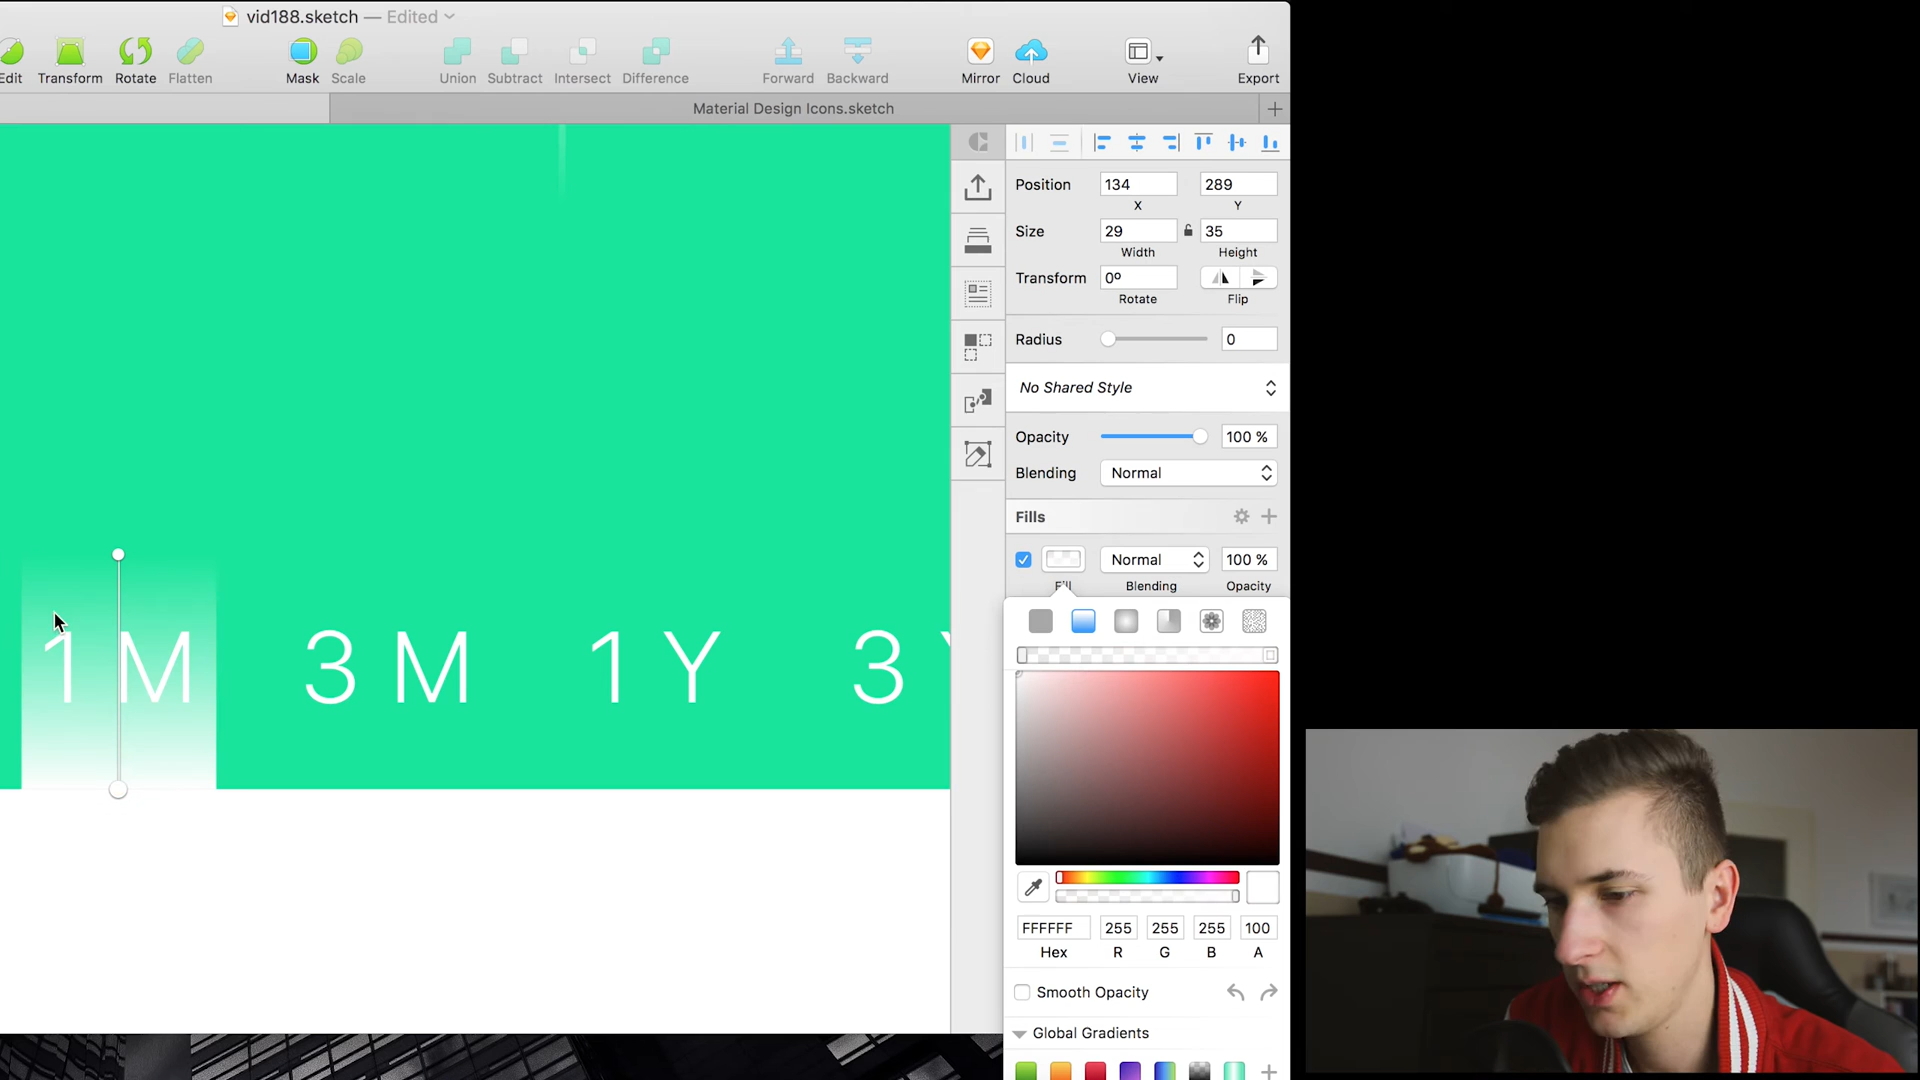 vid188.sketch — Edited
Edit Transform Rotate Flatten Mask Scale Union Subtract Intersect Difference Forward Backward Mirror Cloud View Export
Material Design Icons.sketch
Position 134 289
X Y
Size 29 35
Width Height
Transform 0º
Rotate Flip
Radius 0
No Shared Style
Opacity 100 %
Blending Normal
Fills
Normal 100 %
Fill Blending Opacity
1M 3M 1Y 3Y
FFFFFF 255 255 255 100
Hex R G B A
Smooth Opacity
Global Gradients